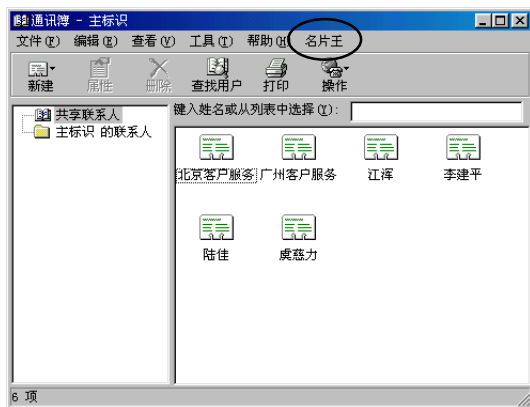 通讯簿 - 主标识
文件(F) 编辑(E) 查看(V) 工具(T) 帮助(H) 名片王
新建 属性 删除 查找用户 打印 操作
共享联系人
主标识 的联系人
键入姓名或从列表中选择(Y):
北京客户服务 广州客户服务 江浑 李建平
陆佳 虞慈力
6 项